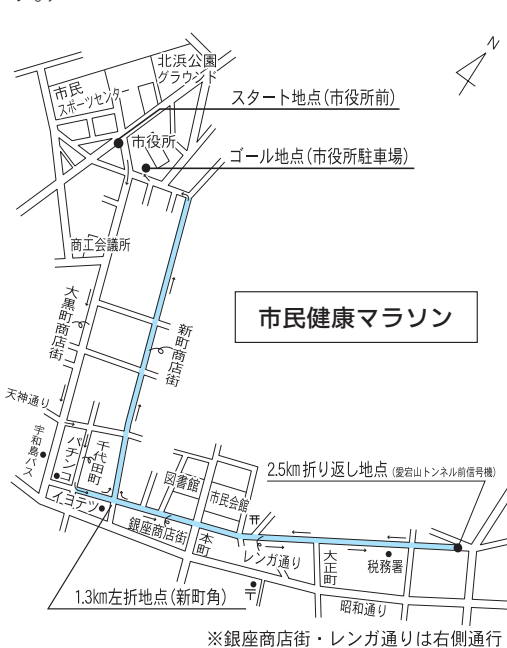 N
北浜公園
グラウンド
市民
スポーツセンター
スタート地点(市役所前)
市役所
ゴール地点(市役所駐車場)
商工会議所
市民健康マラソン
大黒町商店街
新町商店街
天神通り
宇和島バス
パチンコ
千代田町
イヨテツ
図書館
市民会館
2.5km折り返し地点(愛宕山トンネル前信号機)
銀座商店街
本町
レンガ通り
大正町
税務署
1.3km左折地点(新町角)
〒
昭和通り
※銀座商店街・レンガ通りは右側通行